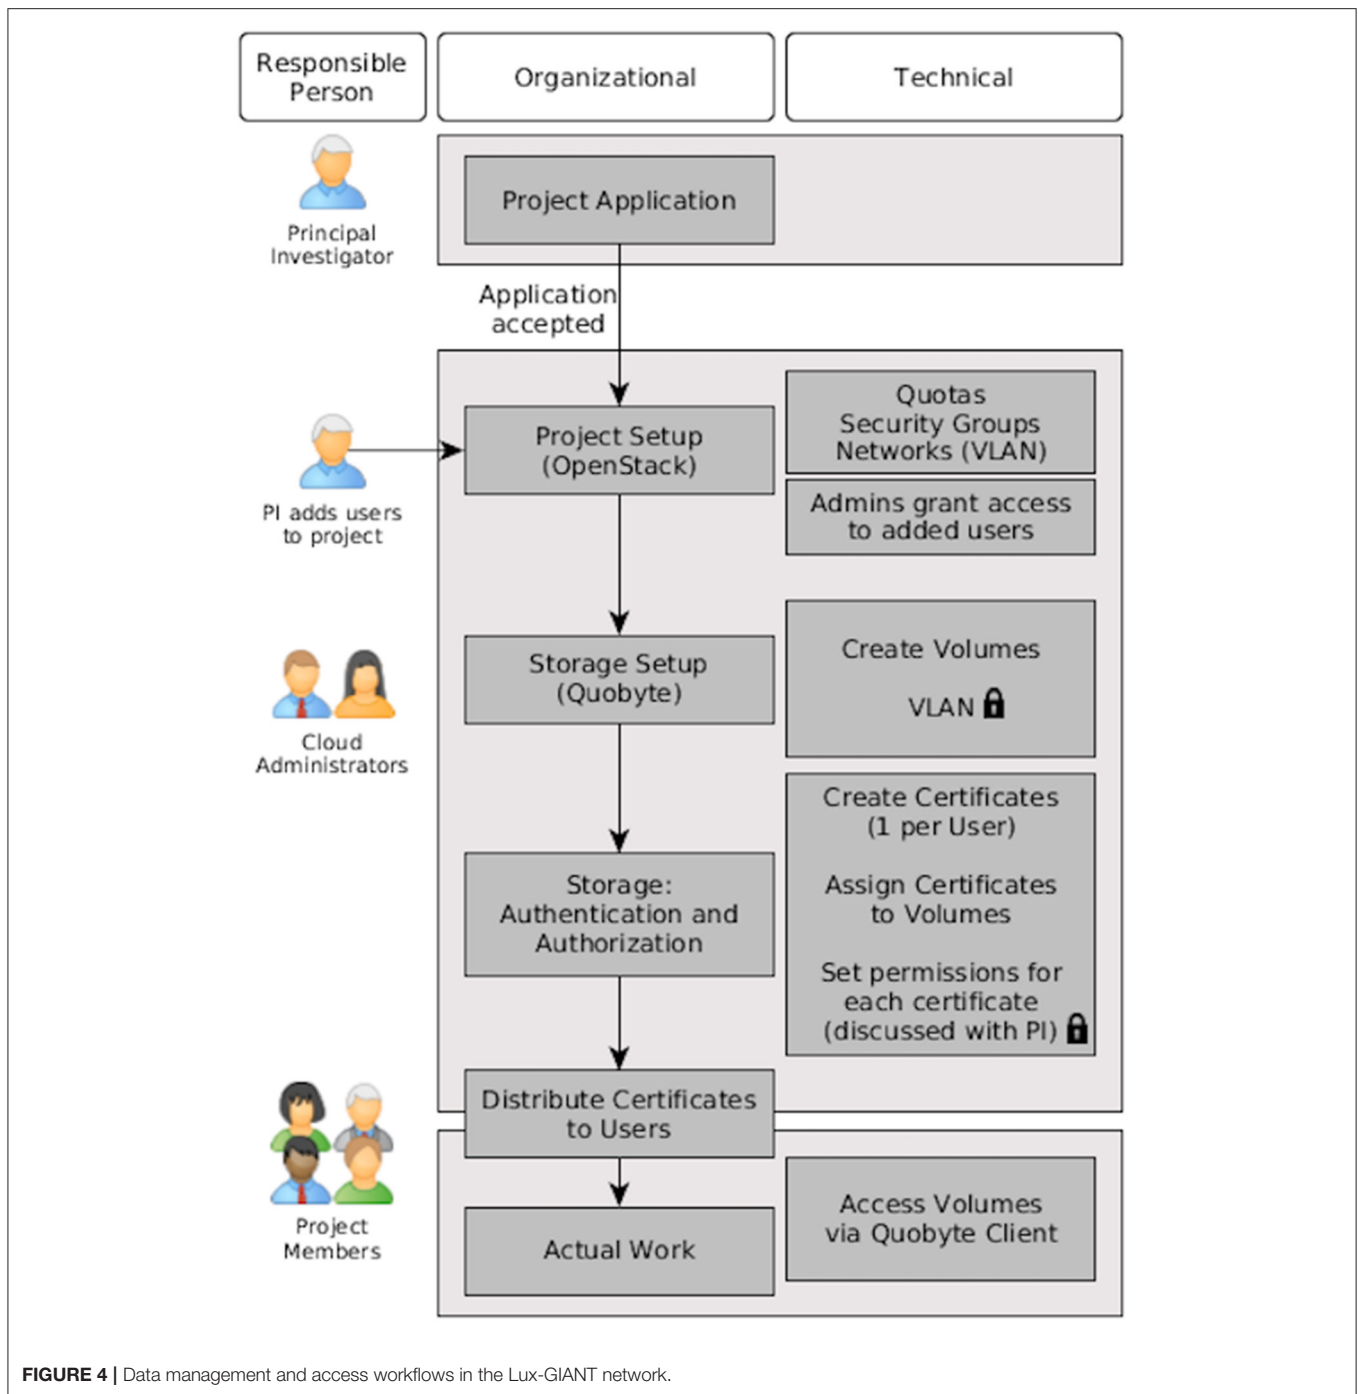 Responsible
Person
Organizational
Technical
Principal
Investigator
Project Application
Application
accepted
PI adds users
to project
Project Setup
(OpenStack)
Quotas
Security Groups
Networks (VLAN)
Admins grant access
to added users
Cloud
Administrators
Storage Setup
(Quobyte)
Create Volumes
VLAN
Storage:
Authentication and
Authorization
Create Certificates
(1 per User)
Assign Certificates
to Volumes
Set permissions for
each certificate
(discussed with PI)
Distribute Certificates
to Users
Project
Members
Actual Work
Access Volumes
via Quobyte Client
FIGURE 4 | Data management and access workflows in the Lux-GIANT network.